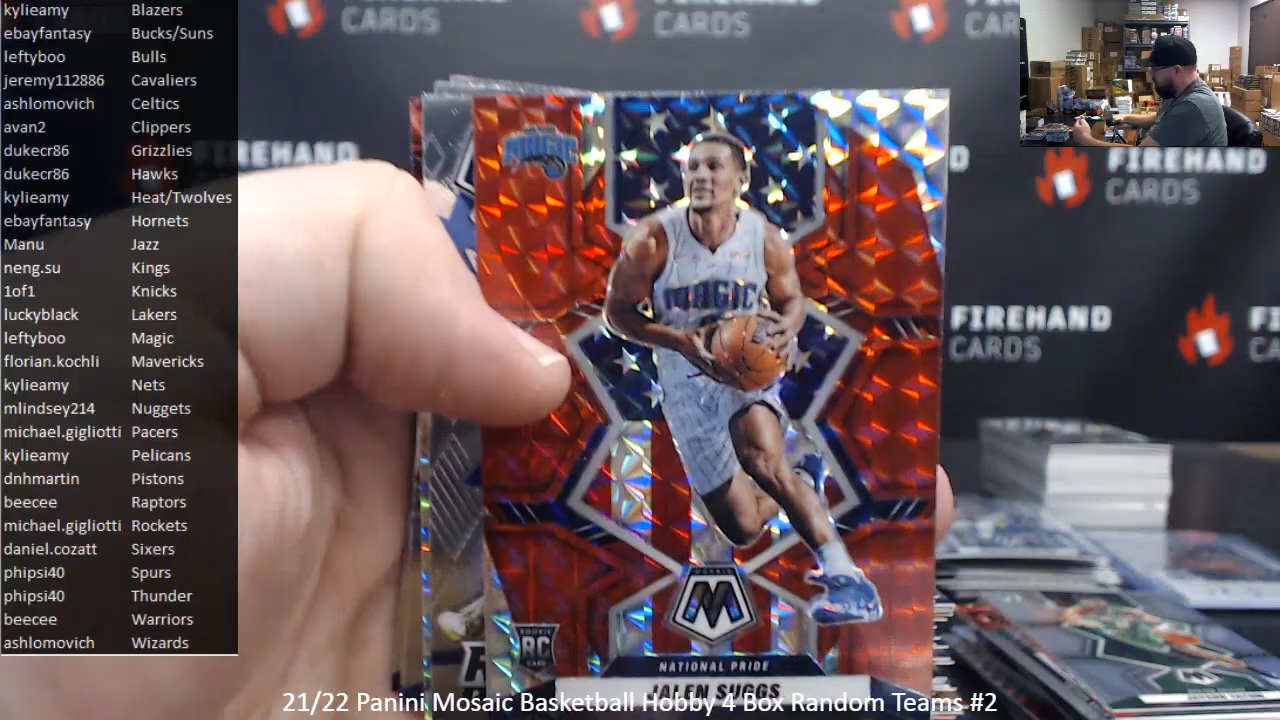 kylieamy Blazers
ebayfantasy Bucks/Suns
leftyboo Bulls
jeremy112886 Cavaliers
ashlomovich Celtics
avan2 Clippers
dukecr86 Grizzlies
dukecr86 Hawks
kylieamy Heat/Twolves
ebayfantasy Hornets
Manu Jazz
neng.su Kings
1of1 Knicks
luckyblack Lakers
leftyboo Magic
florian.kochli Mavericks
kylieamy Nets
mlindsey214 Nuggets
michael.gigliotti Pacers
kylieamy Pelicans
dnhmartin Pistons
beecee Raptors
michael.gigliotti Rockets
daniel.cozatt Sixers
phipsi40 Spurs
phipsi40 Thunder
beecee Warriors
ashlomovich Wizards
CARDS
CARDS
FIREHAND
CARDS
FIREHAND
CARDS
MAGIC
MAGIC
MOSAIC
M
ROOKIE
RC
CARD
NATIONAL PRIDE
JALEN SUGGS
21/22 Panini Mosaic Basketball Hobby 4 Box Random Teams #2